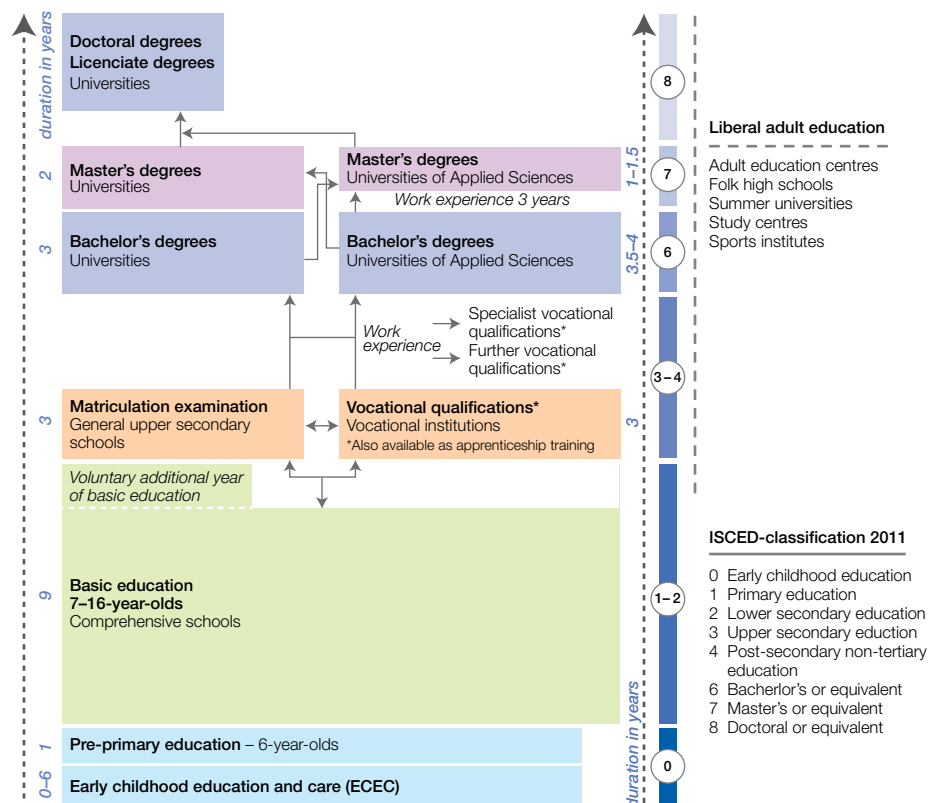 duration in years
Doctoral degrees
Licenciate degrees
Universities
2
Master's degrees
Universities
Master's degrees
Universities of Applied Sciences
1–1.5
Work experience 3 years
3
Bachelor's degrees
Universities
Bachelor's degrees
Universities of Applied Sciences
3.5–4
Work
experience
Specialist vocational
qualifications*
Further vocational
qualifications*
3
Matriculation examination
General upper secondary
schools
Vocational qualifications*
Vocational institutions
*Also available as apprenticeship training
3
Voluntary additional year
of basic education
9
Basic education
7–16-year-olds
Comprehensive schools
1
Pre-primary education – 6-year-olds
0–6
Early childhood education and care (ECEC)
duration in years
8
7
6
3–4
1–2
0
Liberal adult education
Adult education centres
Folk high schools
Summer universities
Study centres
Sports institutes
ISCED-classification 2011
0 Early childhood education
1 Primary education
2 Lower secondary education
3 Upper secondary eduction
4 Post-secondary non-tertiary
education
6 Bacherlor's or equivalent
7 Master's or equivalent
8 Doctoral or equivalent